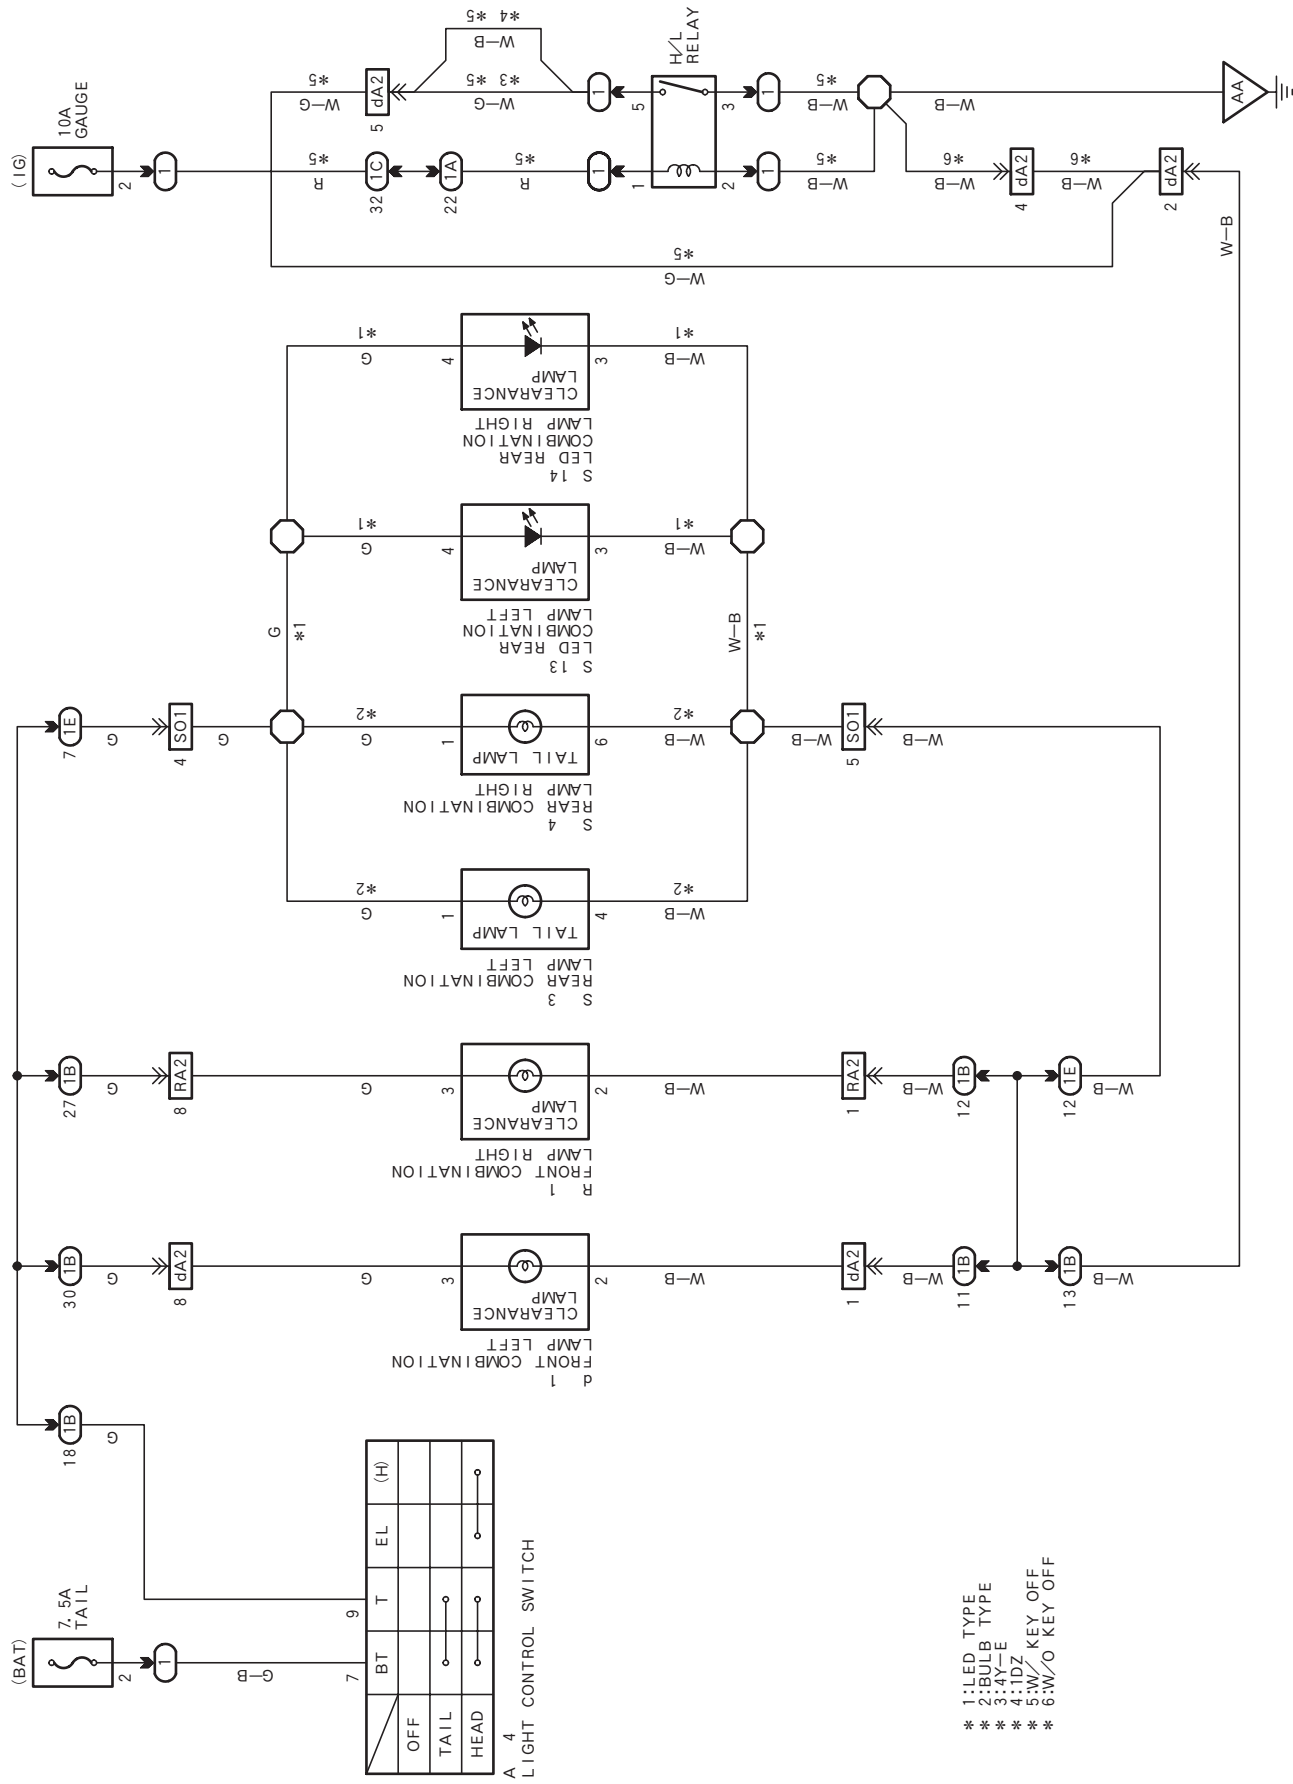 (BAT)
7.5A
TAIL
2
1
G-B
7
9
BT T EL (H)
OFF
TAIL
HEAD
A 4
LIGHT CONTROL SWITCH
18 1B
G
30 1B
G
8 dA2
G
3
CLEARANCE
LAMP
d 1
FRONT COMBINATION
LAMP LEFT
2
W-B
1 dA2
W-B
11 1B
13 1B
W-B
27 1B
G
8 RA2
G
3
CLEARANCE
LAMP
R 1
FRONT COMBINATION
LAMP RIGHT
2
W-B
1 RA2
W-B
12 1B
12 1E
W-B
7 1E
G
4 SO1
G
G
*2
1
TAIL LAMP
S 3
REAR COMBINATION
LAMP LEFT
4
W-B
*2
G
*2
1
TAIL LAMP
S 4
REAR COMBINATION
LAMP RIGHT
6
W-B
*2
W-B
5 SO1
W-B
G
*1
W-B
*1
G
*1
4
CLEARANCE
LAMP
S 13
LED REAR
COMBINATION
LAMP LEFT
3
W-B
*1
G
*1
4
CLEARANCE
LAMP
S 14
LED REAR
COMBINATION
LAMP RIGHT
3
W-B
*1
(IG)
10A
GAUGE
2
1
R
*5
32 1C
22 1A
R
*5
1
1
2
1
W-B
*5
W-G
*5
W-G
*5
5 dA2
W-G
*3 *5
W-B
*5 *4
1
5
H/L
RELAY
3
1
W-B
*5
W-B
AA
W-B
*6
4 dA2
W-B
*6
2 dA2
W-B
* 1:LED TYPE
* 2:BULB TYPE
* 3:4Y-E
* 4:1DZ
* 5:W/ KEY OFF
* 6:W/O KEY OFF